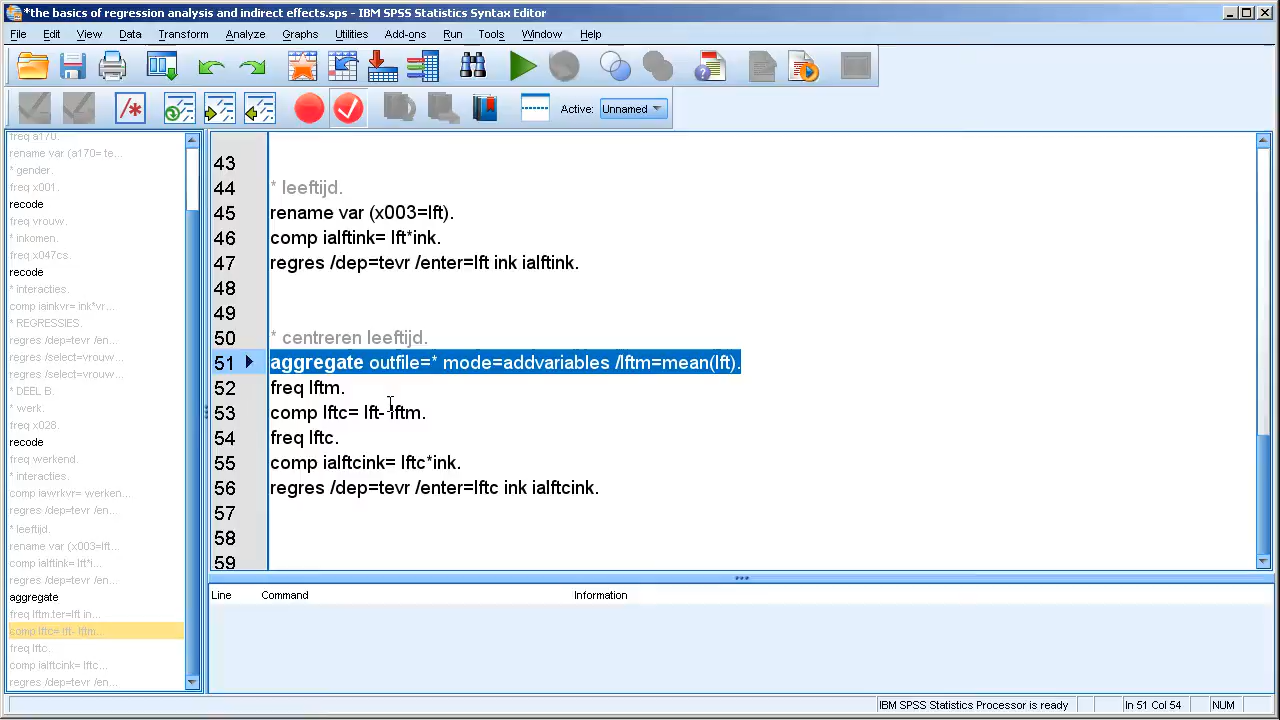 *the basics of regression analysis and indirect effects.sps - IBM SPSS Statistics Syntax Editor
File Edit View Data Transform Analyze Graphs Utilities Add-ons Run Tools Window Help
Active: Unnamed
freq a170.
rename var (a170= te...
* gender.
freq x001.
recode
freq vrouw.
* inkomen.
freq x047cs.
recode
* interacties.
comp iainkvr= ink*vr...
* REGRESSIES.
regres /dep=tevr /en...
regres /select=vrouw...
regres /select=vrouw...
* DEEL B.
* werk.
freq x028.
recode
freq werkend.
* interacties.
comp iawrkvr= werken...
regres /dep=tevr /en...
* leeftijd.
rename var (x003=lft...
comp ialftink= lft*i...
regres /dep=tevr /en...
aggregate
freq lftm.ter=lft in...
comp lftc= lft- lftm...
freq lftc.
comp ialftcink= lftc...
regres /dep=tevr /en...
43
44 * leeftijd.
45 rename var (x003=lft).
46 comp ialftink= lft*ink.
47 regres /dep=tevr /enter=lft ink ialftink.
48
49
50 * centreren leeftijd.
51 aggregate outfile=* mode=addvariables /lftm=mean(lft).
52 freq lftm.
53 comp lftc= lft- lftm.
54 freq lftc.
55 comp ialftcink= lftc*ink.
56 regres /dep=tevr /enter=lftc ink ialftcink.
57
58
59
Line Command Information
IBM SPSS Statistics Processor is ready In 51 Col 54 NUM